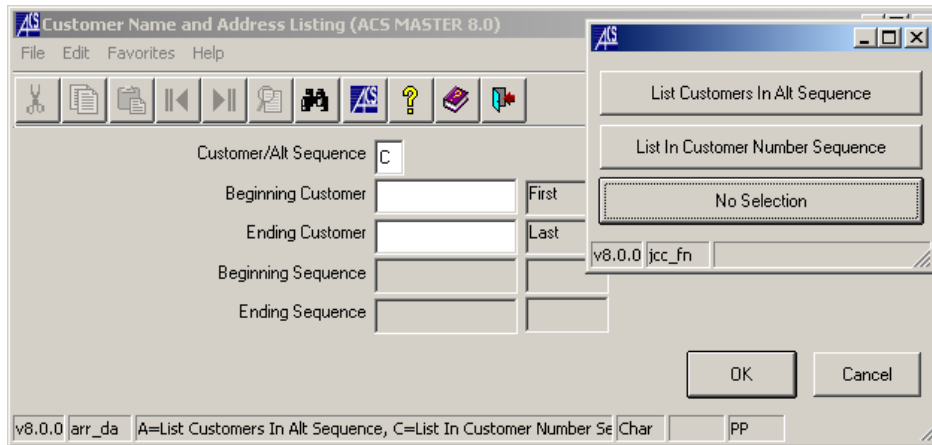 ACS Customer Name and Address Listing (ACS MASTER 8.0)
File Edit Favorites Help
ACS
Customer/Alt Sequence C
Beginning Customer First
Ending Customer Last
Beginning Sequence
Ending Sequence
OK Cancel
v8.0.0 arr_da A=List Customers In Alt Sequence, C=List In Customer Number Se Char PP
ACS
List Customers In Alt Sequence
List In Customer Number Sequence
No Selection
v8.0.0 jcc_fn